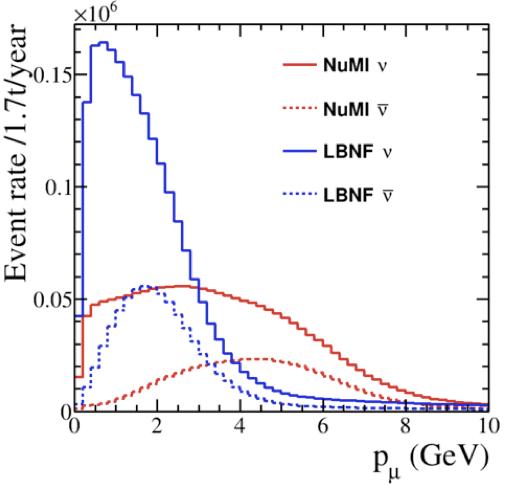 ×10⁶
Event rate /1.7t/year
0.15
0.1
0.05
0
NuMI ν
NuMI ν̅
LBNF ν
LBNF ν̅
0 2 4 6 8 10
pμ (GeV)